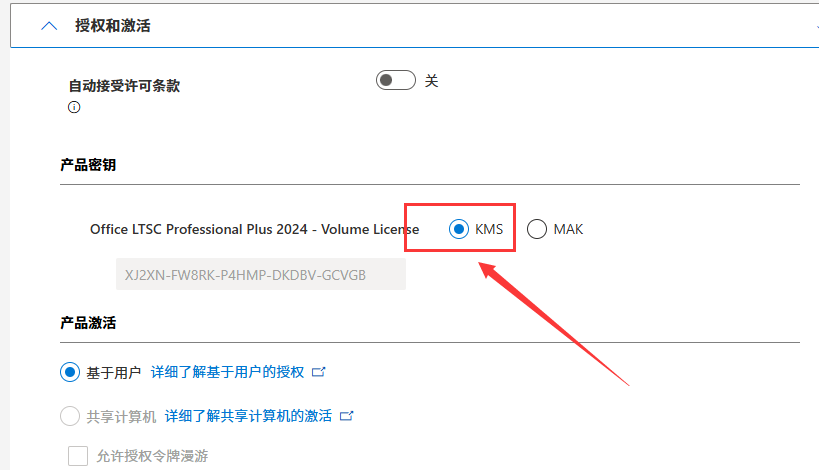 授权和激活
自动接受许可条款
关
产品密钥
Office LTSC Professional Plus 2024 - Volume License KMS MAK
XJ2XN-FW8RK-P4HMP-DKDBV-GCVGB
产品激活
基于用户 详细了解基于用户的授权
共享计算机 详细了解共享计算机的激活
允许授权令牌漫游